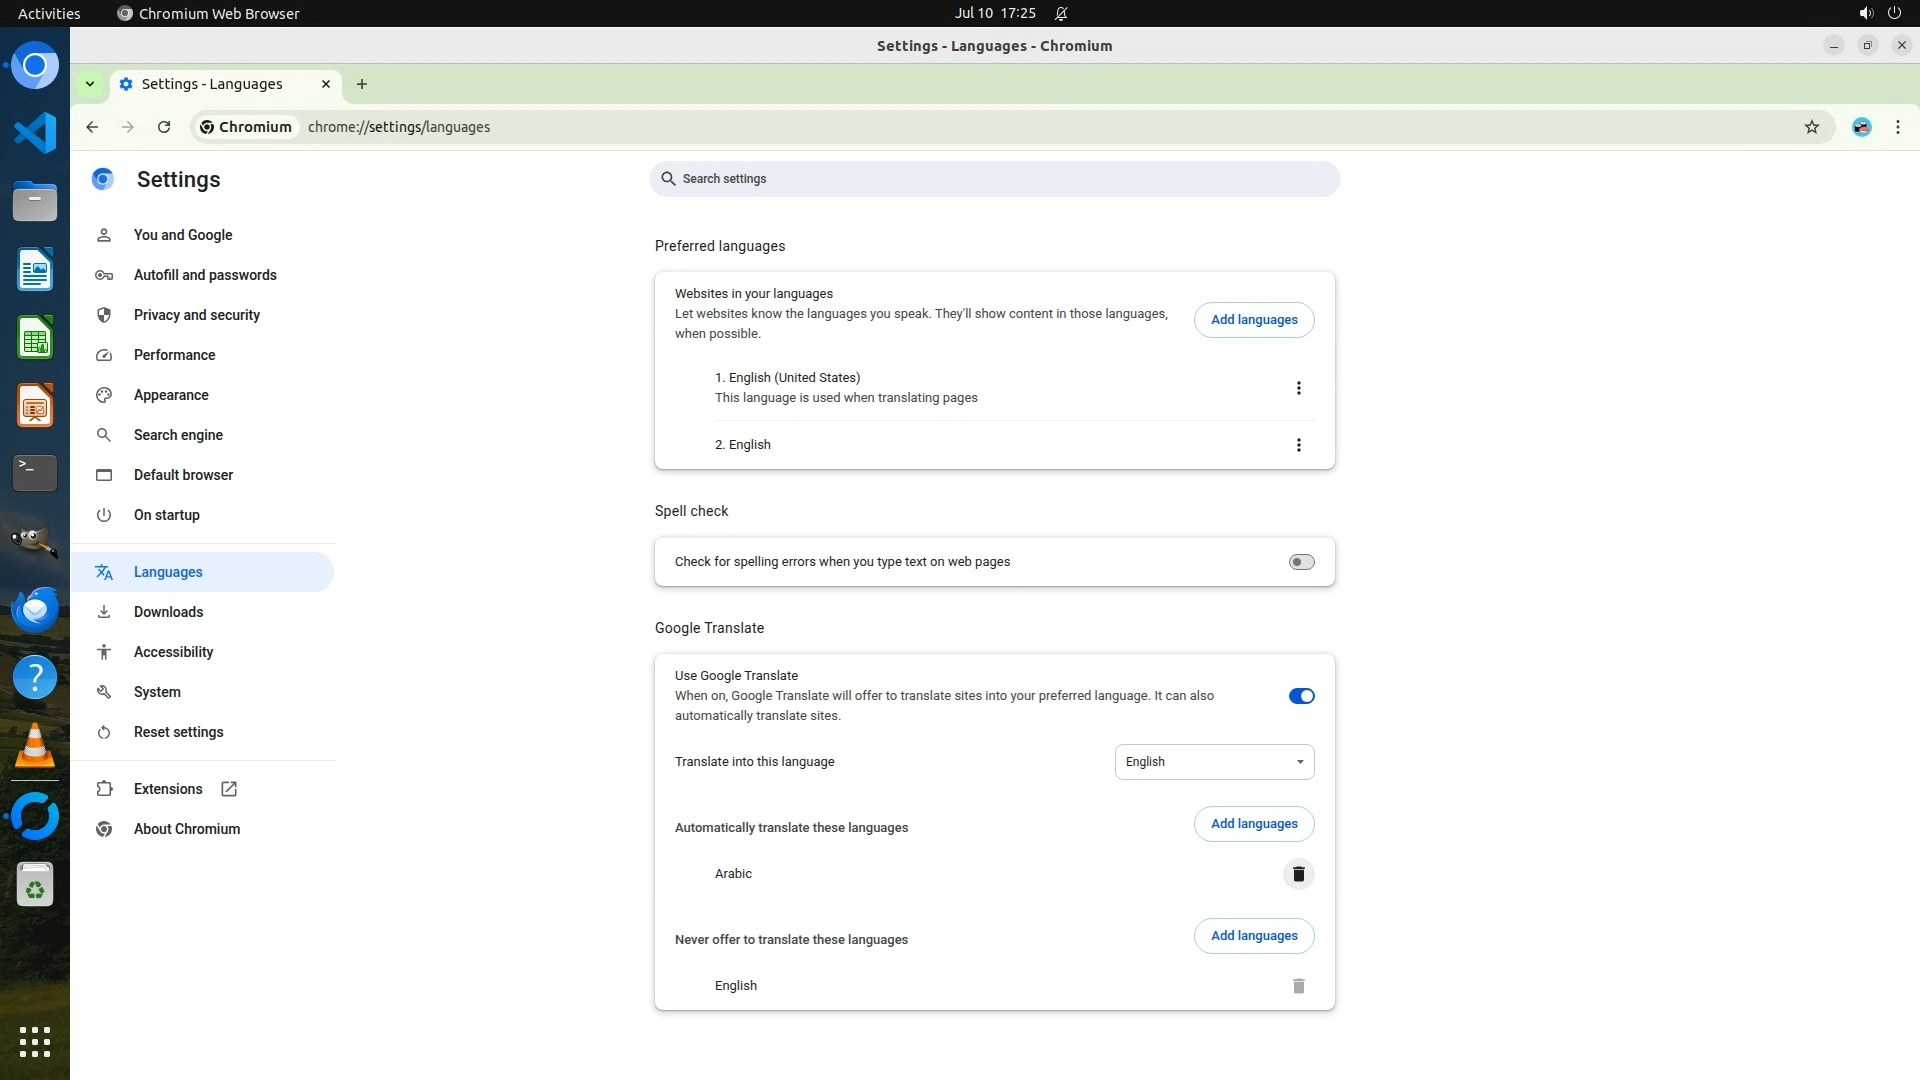 Activities
Chromium Web Browser
Jul 10 17:25
Settings - Languages - Chromium
Settings - Languages
Chromium
chrome://settings/languages
Settings
Search settings
You and Google
Autofill and passwords
Privacy and security
Performance
Appearance
Search engine
Default browser
On startup
Languages
Downloads
Accessibility
System
Reset settings
Extensions
About Chromium
Preferred languages
Websites in your languages
Let websites know the languages you speak. They'll show content in those languages,
when possible.
Add languages
1. English (United States)
This language is used when translating pages
2. English
Spell check
Check for spelling errors when you type text on web pages
Google Translate
Use Google Translate
When on, Google Translate will offer to translate sites into your preferred language. It can also
automatically translate sites.
Translate into this language
English
Automatically translate these languages
Add languages
Arabic
Never offer to translate these languages
Add languages
English